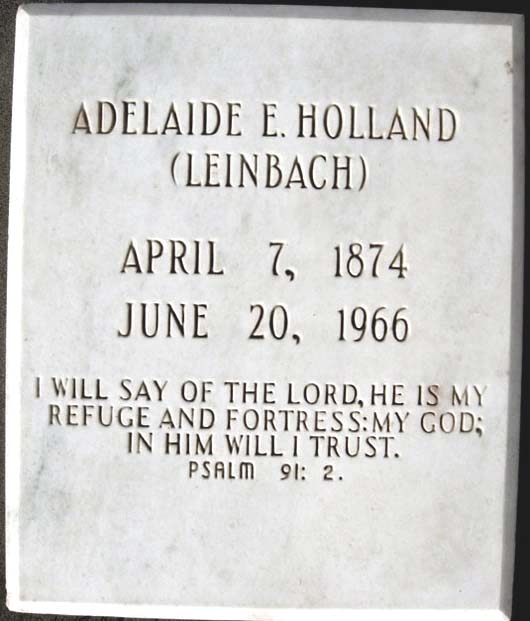 ADELAIDE E. HOLLAND
(LEINBACH)
APRIL 7, 1874
JUNE 20, 1966
I WILL SAY OF THE LORD, HE IS MY
REFUGE AND FORTRESS: MY GOD;
IN HIM WILL I TRUST.
PSALM 91: 2.